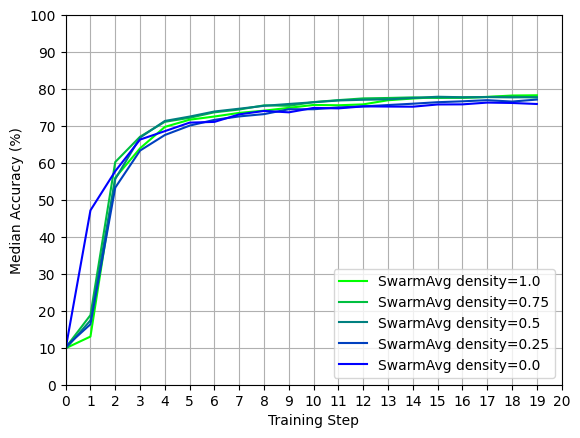 100
90
80
70
60
50
40
30
20
10
0
Median Accuracy (%)
SwarmAvg density=1.0
SwarmAvg density=0.75
SwarmAvg density=0.5
SwarmAvg density=0.25
SwarmAvg density=0.0
0 1 2 3 4 5 6 7 8 9 10 11 12 13 14 15 16 17 18 19 20
Training Step